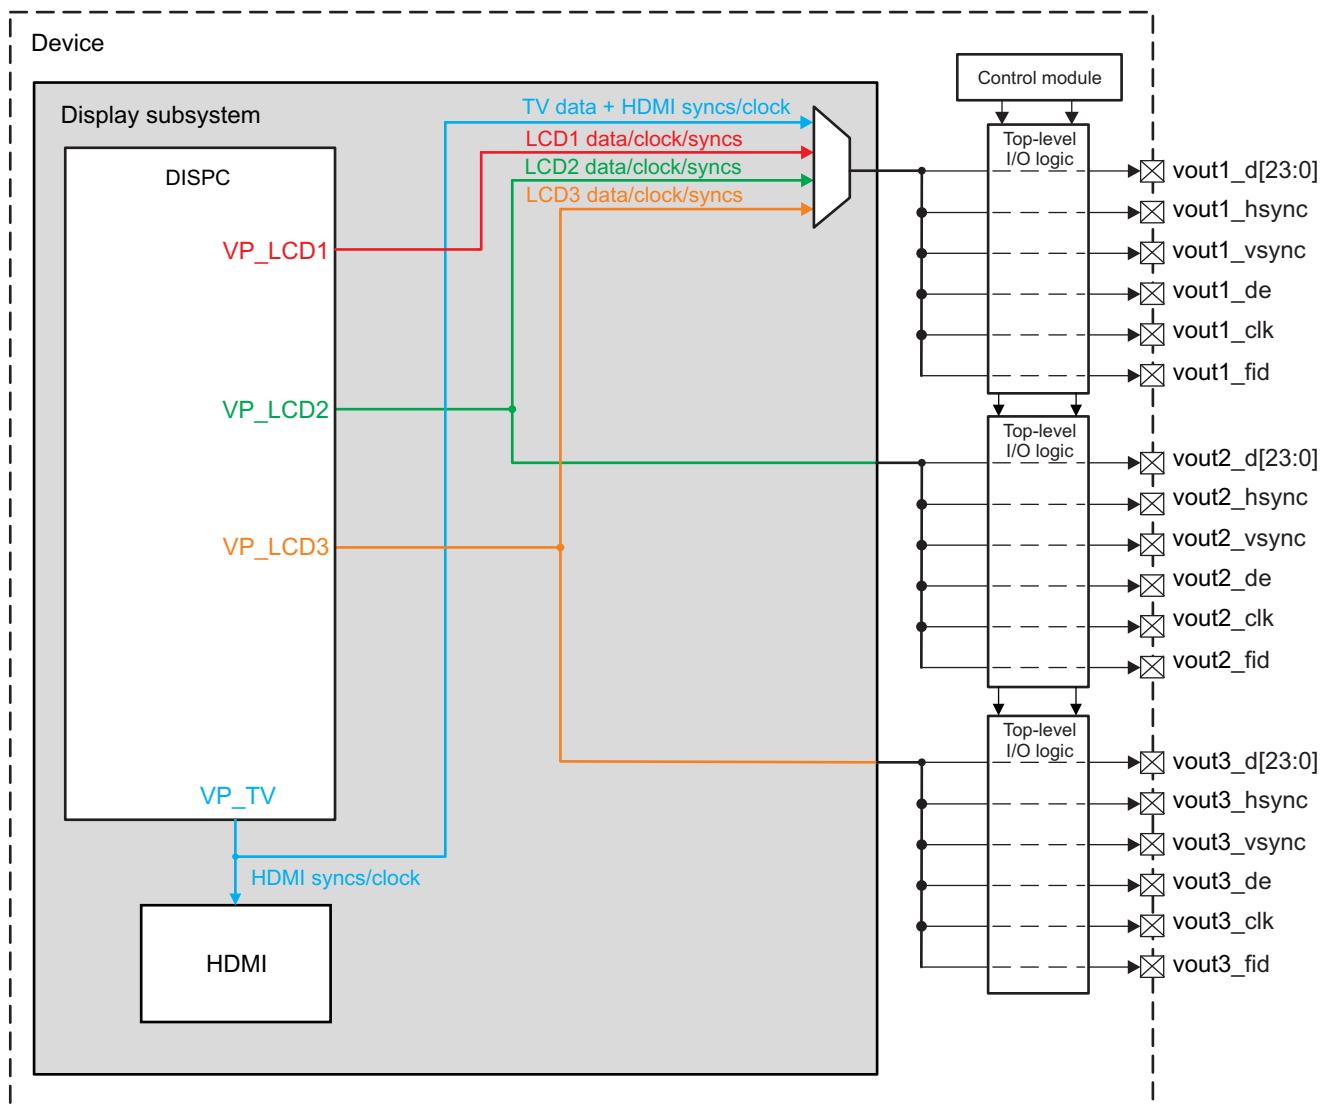 Device
Control module
Display subsystem
TV data + HDMI syncs/clock
LCD1 data/clock/syncs
LCD2 data/clock/syncs
LCD3 data/clock/syncs
DISPC
VP_LCD1
VP_LCD2
VP_LCD3
VP_TV
HDMI syncs/clock
HDMI
Top-level
I/O logic
vout1_d[23:0]
vout1_hsync
vout1_vsync
vout1_de
vout1_clk
vout1_fid
Top-level
I/O logic
vout2_d[23:0]
vout2_hsync
vout2_vsync
vout2_de
vout2_clk
vout2_fid
Top-level
I/O logic
vout3_d[23:0]
vout3_hsync
vout3_vsync
vout3_de
vout3_clk
vout3_fid